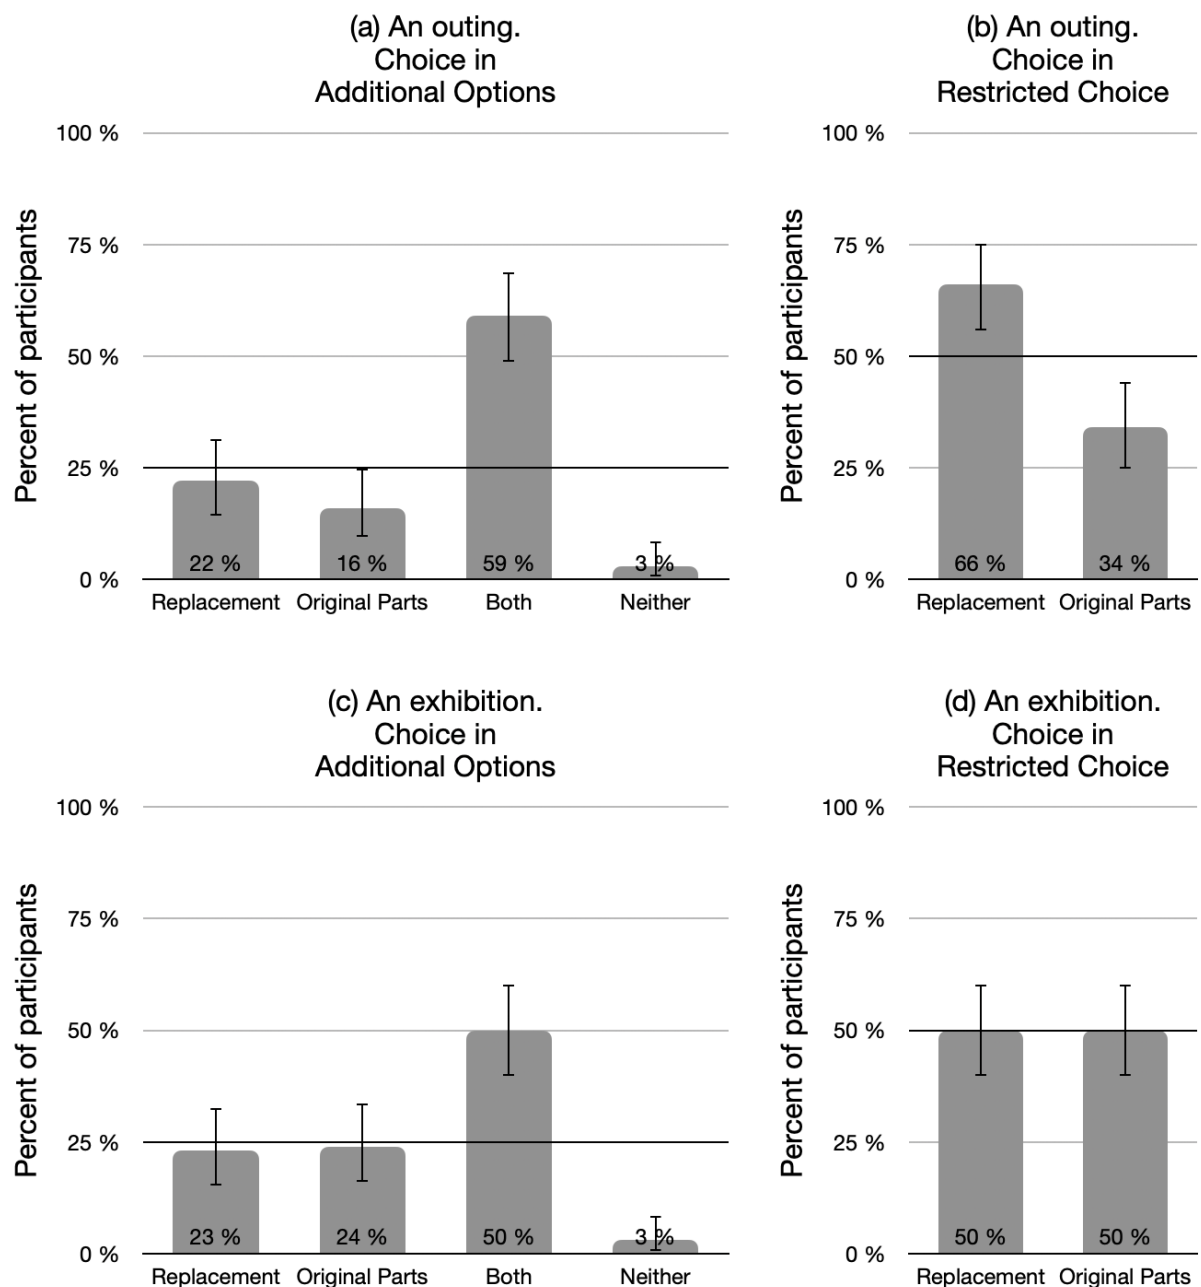 (a) An outing.
Choice in
Additional Options
100 %
75 %
50 %
25 %
0 %
Percent of participants
22 %
16 %
59 %
3 %
Replacement
Original Parts
Both
Neither
(b) An outing.
Choice in
Restricted Choice
100 %
75 %
50 %
25 %
0 %
Percent of participants
66 %
34 %
Replacement
Original Parts
(c) An exhibition.
Choice in
Additional Options
100 %
75 %
50 %
25 %
0 %
Percent of participants
23 %
24 %
50 %
3 %
Replacement
Original Parts
Both
Neither
(d) An exhibition.
Choice in
Restricted Choice
100 %
75 %
50 %
25 %
0 %
Percent of participants
50 %
50 %
Replacement
Original Parts